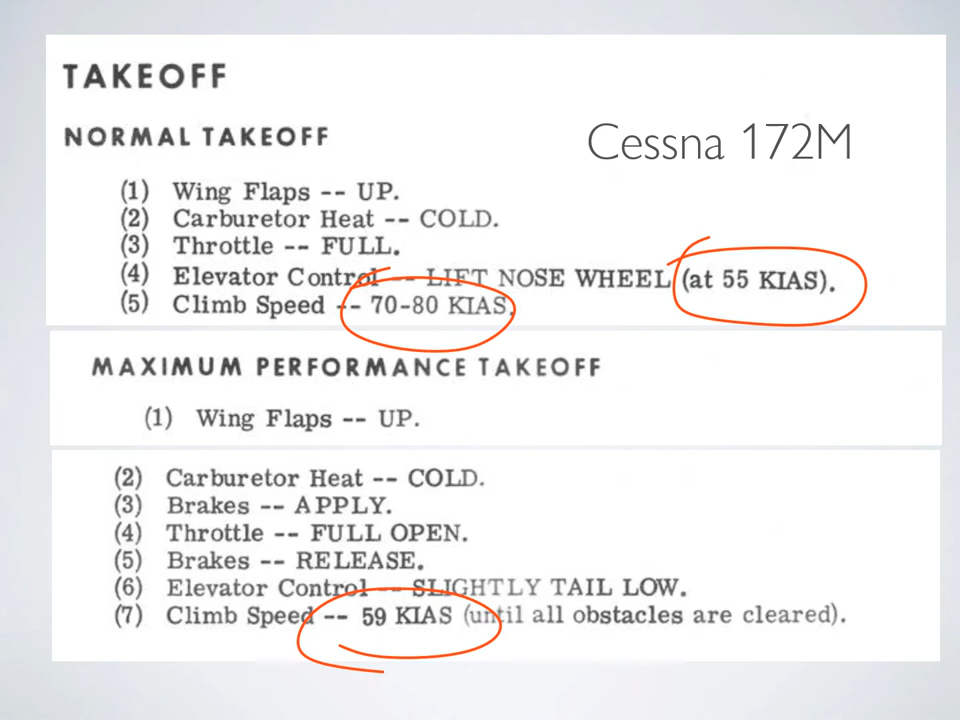 TAKEOFF
NORMAL TAKEOFF
Cessna 172M
(1) Wing Flaps -- UP.
(2) Carburetor Heat -- COLD.
(3) Throttle -- FULL.
(4) Elevator Control -- LIFT NOSE WHEEL (at 55 KIAS).
(5) Climb Speed -- 70-80 KIAS.
MAXIMUM PERFORMANCE TAKEOFF
(1) Wing Flaps -- UP.
(2) Carburetor Heat -- COLD.
(3) Brakes -- APPLY.
(4) Throttle -- FULL OPEN.
(5) Brakes -- RELEASE.
(6) Elevator Control -- SLIGHTLY TAIL LOW.
(7) Climb Speed -- 59 KIAS (until all obstacles are cleared).